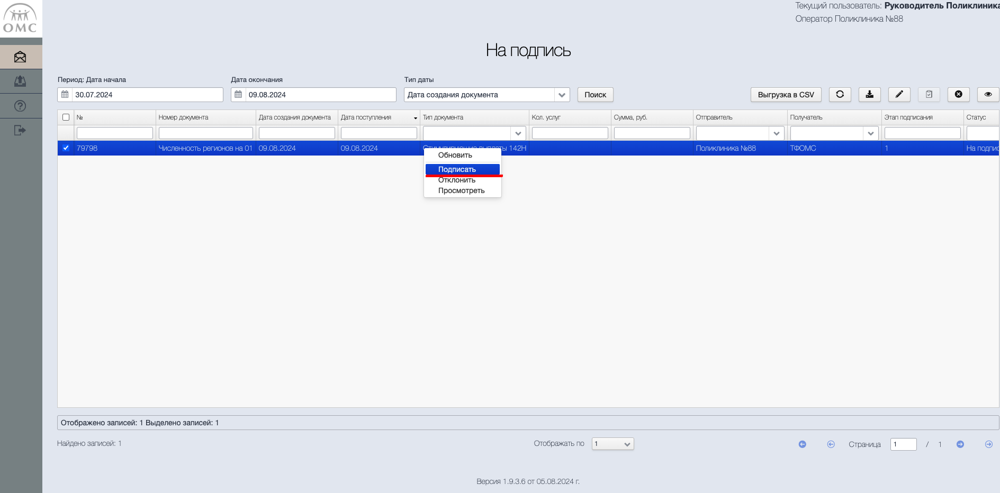 ОМС
Текущий пользователь: Руководитель Поликлиника
Оператор Поликлиника №88
На подпись
Период: Дата начала
Дата окончания
Тип даты
30.07.2024
09.08.2024
Дата создания документа
Поиск
Выгрузка в CSV
№ Номер документа Дата создания документа Дата поступления Тип документа Кол. услуг Сумма, руб. Отправитель Получатель Этап подписания Статус
79798 Численность регионов на 01 09.08.2024 09.08.2024 Стимулирующие выплаты 142Н Поликлиника №88 ТФОМС 1 На подпис
Обновить
Подписать
Отклонить
Просмотреть
Отображено записей: 1 Выделено записей: 1
Найдено записей: 1
Отображать по 1
Страница 1 / 1
Версия 1.9.3.6 от 05.08.2024 г.